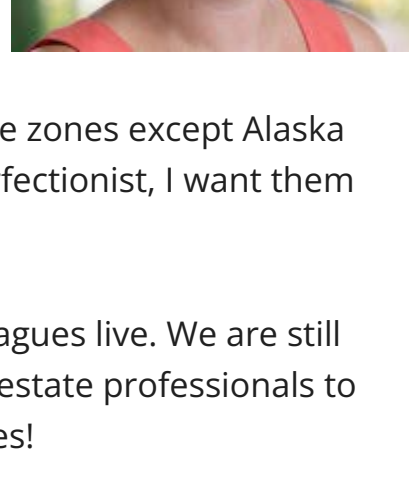 e zones except Alaska
fectionist, I want them
agues live. We are still
estate professionals to
es!